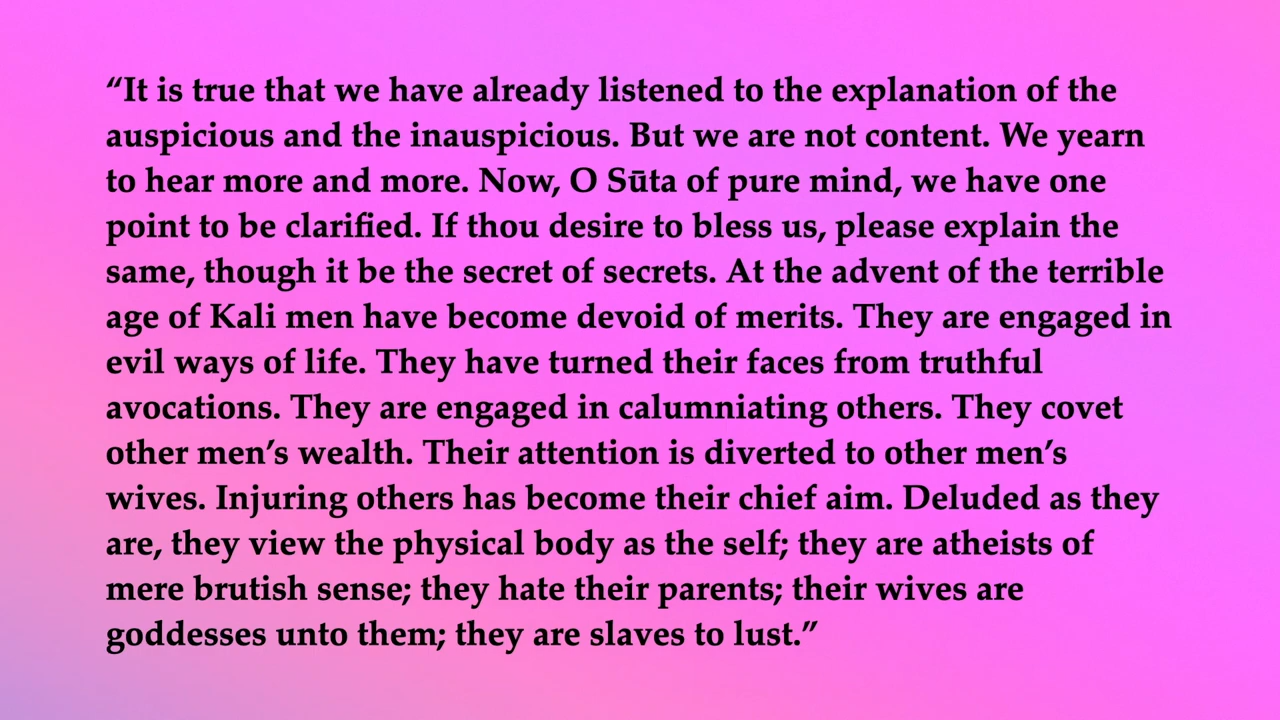 “It is true that we have already listened to the explanation of the
auspicious and the inauspicious. But we are not content. We yearn
to hear more and more. Now, O Sūta of pure mind, we have one
point to be clarified. If thou desire to bless us, please explain the
same, though it be the secret of secrets. At the advent of the terrible
age of Kali men have become devoid of merits. They are engaged in
evil ways of life. They have turned their faces from truthful
avocations. They are engaged in calumniating others. They covet
other men’s wealth. Their attention is diverted to other men’s
wives. Injuring others has become their chief aim. Deluded as they
are, they view the physical body as the self; they are atheists of
mere brutish sense; they hate their parents; their wives are
goddesses unto them; they are slaves to lust.”